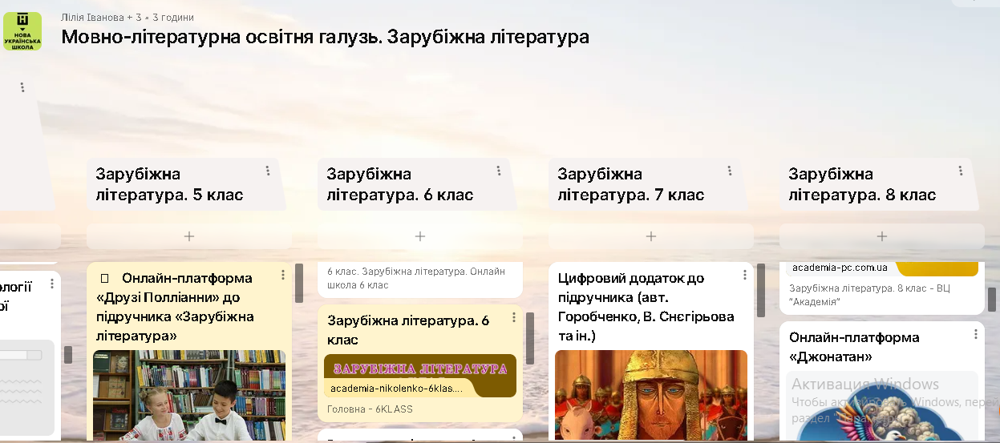 Лілія Іванова + 3 • 3 години
Мовно-літературна освітня галузь. Зарубіжна література
НОВА
УКРАЇНСЬКА
ШКОЛА
Зарубіжна
література. 5 клас
Зарубіжна
література. 6 клас
Зарубіжна
література. 7 клас
Зарубіжна
література. 8 клас
Онлайн-платформа
«Друзі Полліанни» до
підручника «Зарубіжна
література»
6 клас. Зарубіжна література. Онлайн
школа 6 клас
Зарубіжна література. 6
клас
ЗАРУБІЖНА ЛІТЕРАТУРА
academia-nikolenko-6klas....
Головна - 6KLASS
Цифровий додаток до
підручника (авт.
Горобченко, В. Снєгірьова
та ін.)
academia-pc.com.ua
Зарубіжна література. 8 клас - ВЦ
"Академія"
Онлайн-платформа
«Джонатан»
Активация Windows
Чтобы активировать Windows, пере
раздел "Параметры